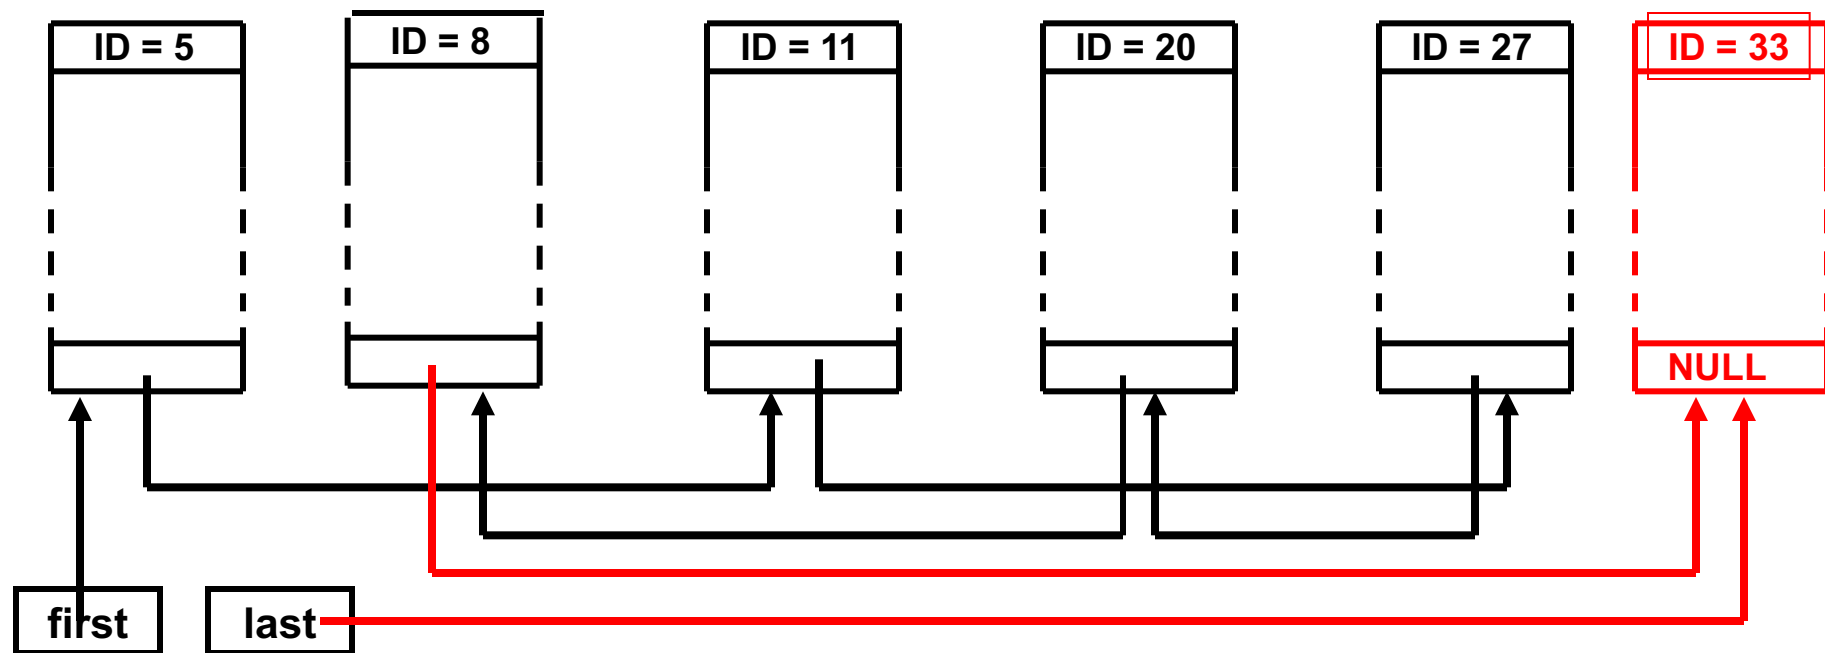 ID = 5
ID = 8
ID = 11
ID = 20
ID = 27
ID = 33
NULL
first
last